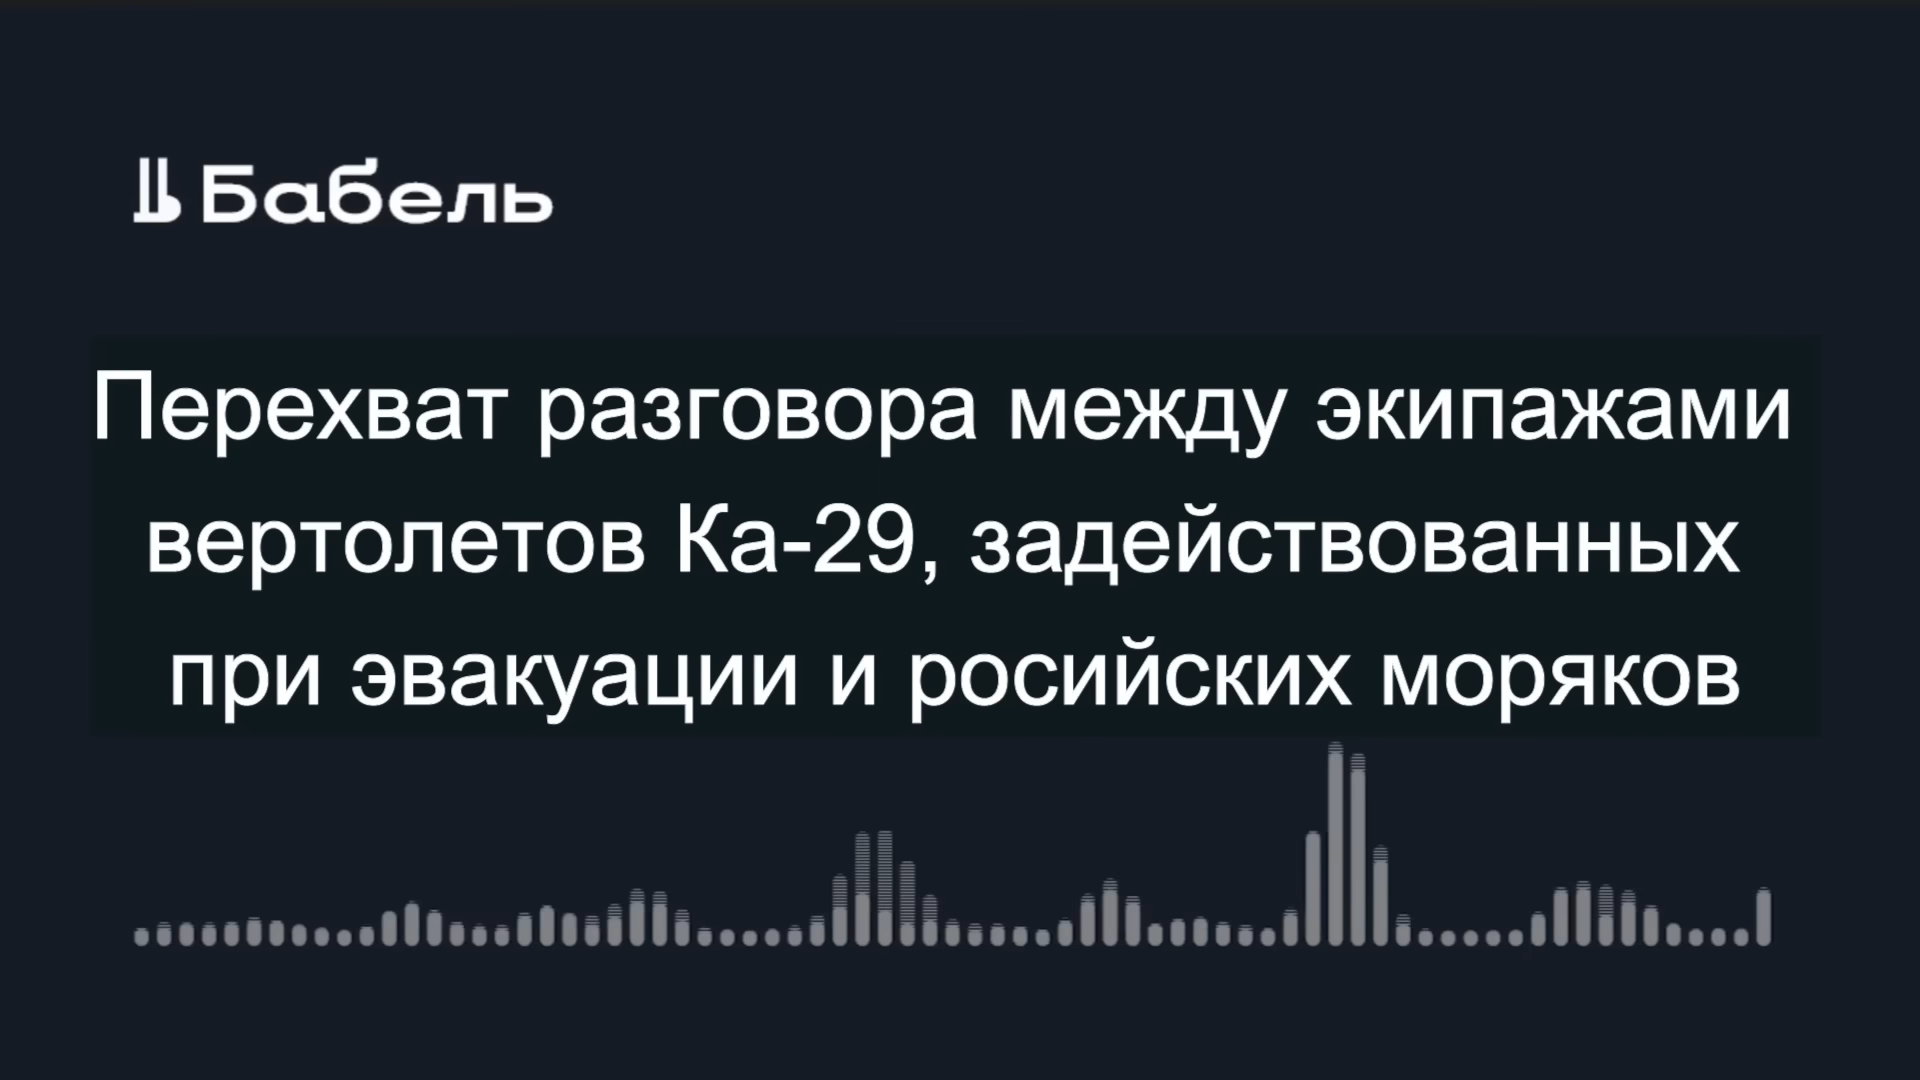 Бабель
Перехват разговора между экипажами
вертолетов Ка-29, задействованных
при эвакуации и росийских моряков